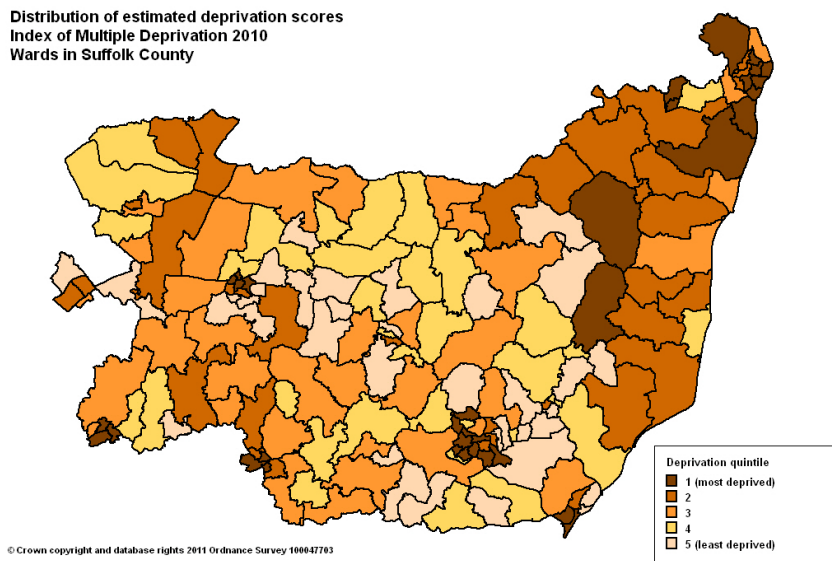 Distribution of estimated deprivation scores
Index of Multiple Deprivation 2010
Wards in Suffolk County
Deprivation quintile
1 (most deprived)
2
3
4
5 (least deprived)
© Crown copyright and database rights 2011 Ordnance Survey 100047703